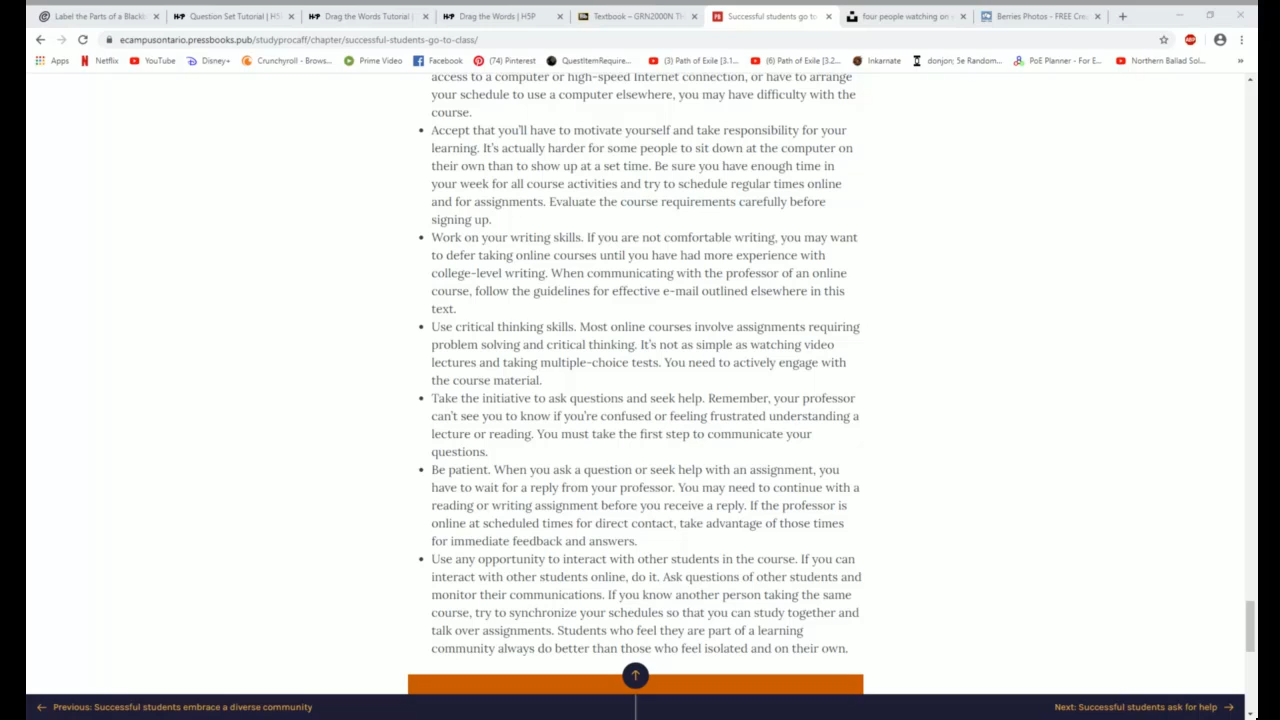 Label the Parts of a Blackb
Question Set Tutorial | H5
Drag the Words Tutorial |
Drag the Words | H5P
Textbook – GRN2000N TH
Successful students go to
four people watching on
Berries Photos - FREE Cre
ecampusontario.pressbooks.pub/studyprocaff/chapter/successful-students-go-to-class/
Apps Netflix YouTube Disney+ Crunchyroll - Brows... Prime Video Facebook (74) Pinterest QuestItemRequire... (3) Path of Exile [3.1... (6) Path of Exile [3.2... Inkarnate donjon; 5e Random... PoE Planner - For E... Northern Ballad Sol... »
access to a computer or high-speed Internet connection, or have to arrange
your schedule to use a computer elsewhere, you may have difficulty with the
course.
• Accept that you'll have to motivate yourself and take responsibility for your
learning. It's actually harder for some people to sit down at the computer on
their own than to show up at a set time. Be sure you have enough time in
your week for all course activities and try to schedule regular times online
and for assignments. Evaluate the course requirements carefully before
signing up.
• Work on your writing skills. If you are not comfortable writing, you may want
to defer taking online courses until you have had more experience with
college-level writing. When communicating with the professor of an online
course, follow the guidelines for effective e-mail outlined elsewhere in this
text.
• Use critical thinking skills. Most online courses involve assignments requiring
problem solving and critical thinking. It's not as simple as watching video
lectures and taking multiple-choice tests. You need to actively engage with
the course material.
• Take the initiative to ask questions and seek help. Remember, your professor
can't see you to know if you're confused or feeling frustrated understanding a
lecture or reading. You must take the first step to communicate your
questions.
• Be patient. When you ask a question or seek help with an assignment, you
have to wait for a reply from your professor. You may need to continue with a
reading or writing assignment before you receive a reply. If the professor is
online at scheduled times for direct contact, take advantage of those times
for immediate feedback and answers.
• Use any opportunity to interact with other students in the course. If you can
interact with other students online, do it. Ask questions of other students and
monitor their communications. If you know another person taking the same
course, try to synchronize your schedules so that you can study together and
talk over assignments. Students who feel they are part of a learning
community always do better than those who feel isolated and on their own.
← Previous: Successful students embrace a diverse community
Next: Successful students ask for help →